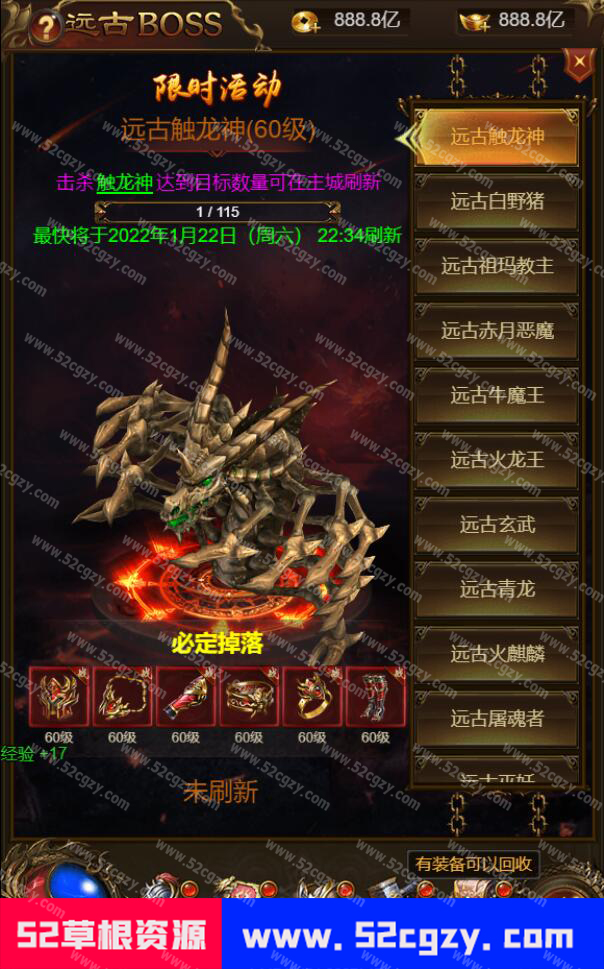 远古BOSS
888.8亿
888.8亿
限时活动
远古触龙神(60级)
击杀触龙神达到目标数量可在主城刷新
1 / 115
最快将于2022年1月22日（周六） 22:34刷新
必定掉落
60级
60级
60级
60级
60级
60级
经验 +17
未刷新
远古触龙神
远古白野猪
远古祖玛教主
远古赤月恶魔
远古牛魔王
远古火龙王
远古玄武
远古青龙
远古火麒麟
远古屠魂者
有装备可以回收
52草根资源
www.52cgzy.com